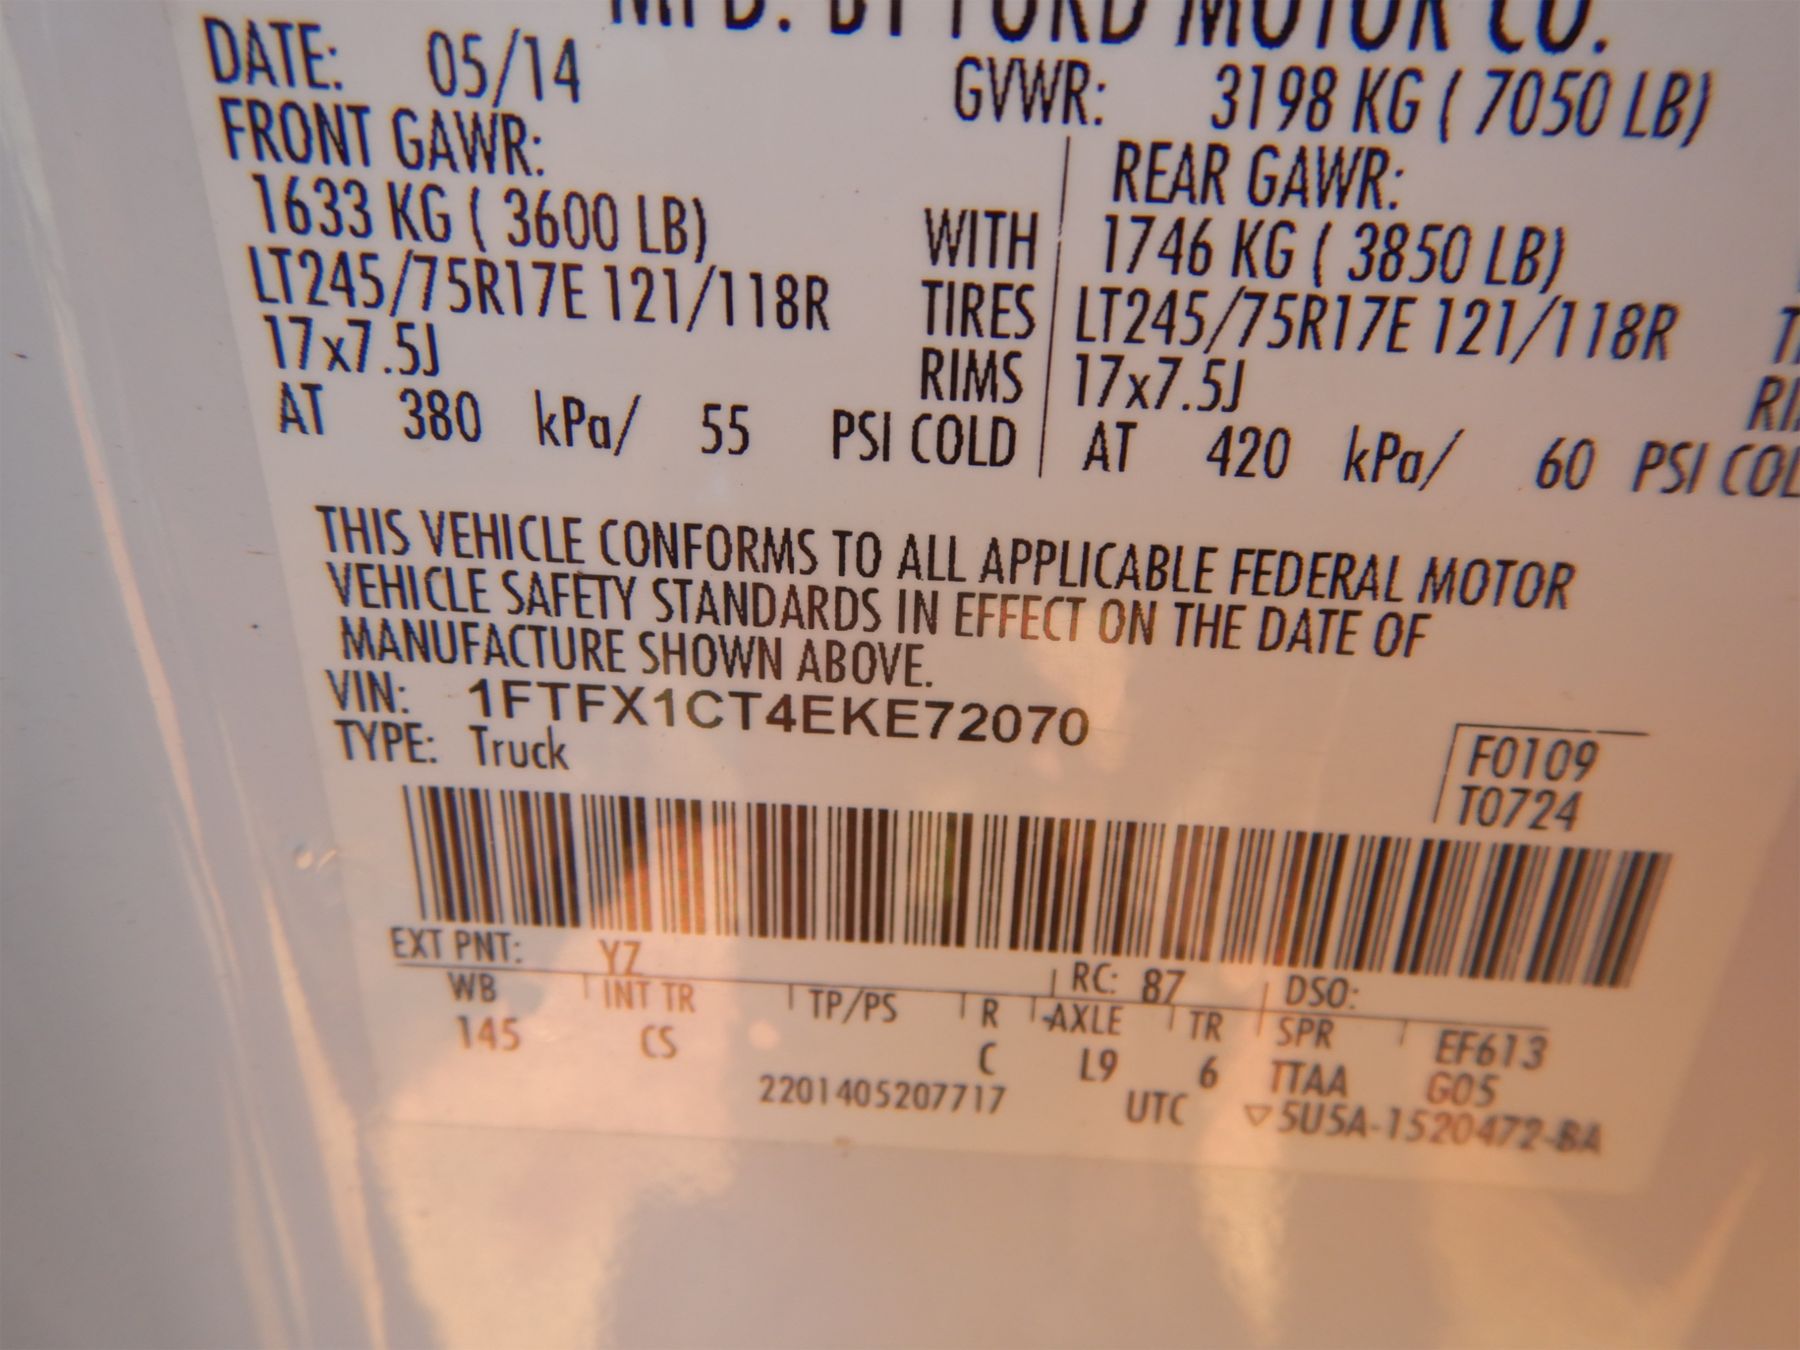 MFD. BY FORD MOTOR CO.
DATE: 05/14 GVWR: 3198 KG ( 7050 LB)
FRONT GAWR: REAR GAWR:
1633 KG ( 3600 LB) WITH 1746 KG ( 3850 LB)
LT245/75R17E 121/118R TIRES LT245/75R17E 121/118R
17x7.5J RIMS 17x7.5J
AT 380 kPa/ 55 PSI COLD AT 420 kPa/ 60 PSI COL
THIS VEHICLE CONFORMS TO ALL APPLICABLE FEDERAL MOTOR
VEHICLE SAFETY STANDARDS IN EFFECT ON THE DATE OF
MANUFACTURE SHOWN ABOVE.
VIN: 1FTFX1CT4EKE72070
TYPE: Truck
F0109
T0724
EXT PNT: YZ RC: 87 DSO:
WB INT TR TP/PS R AXLE TR SPR EF613
145 CS C L9 6 TTAA G05
2201405207717 UTC ▽5U5A-1520472-BA